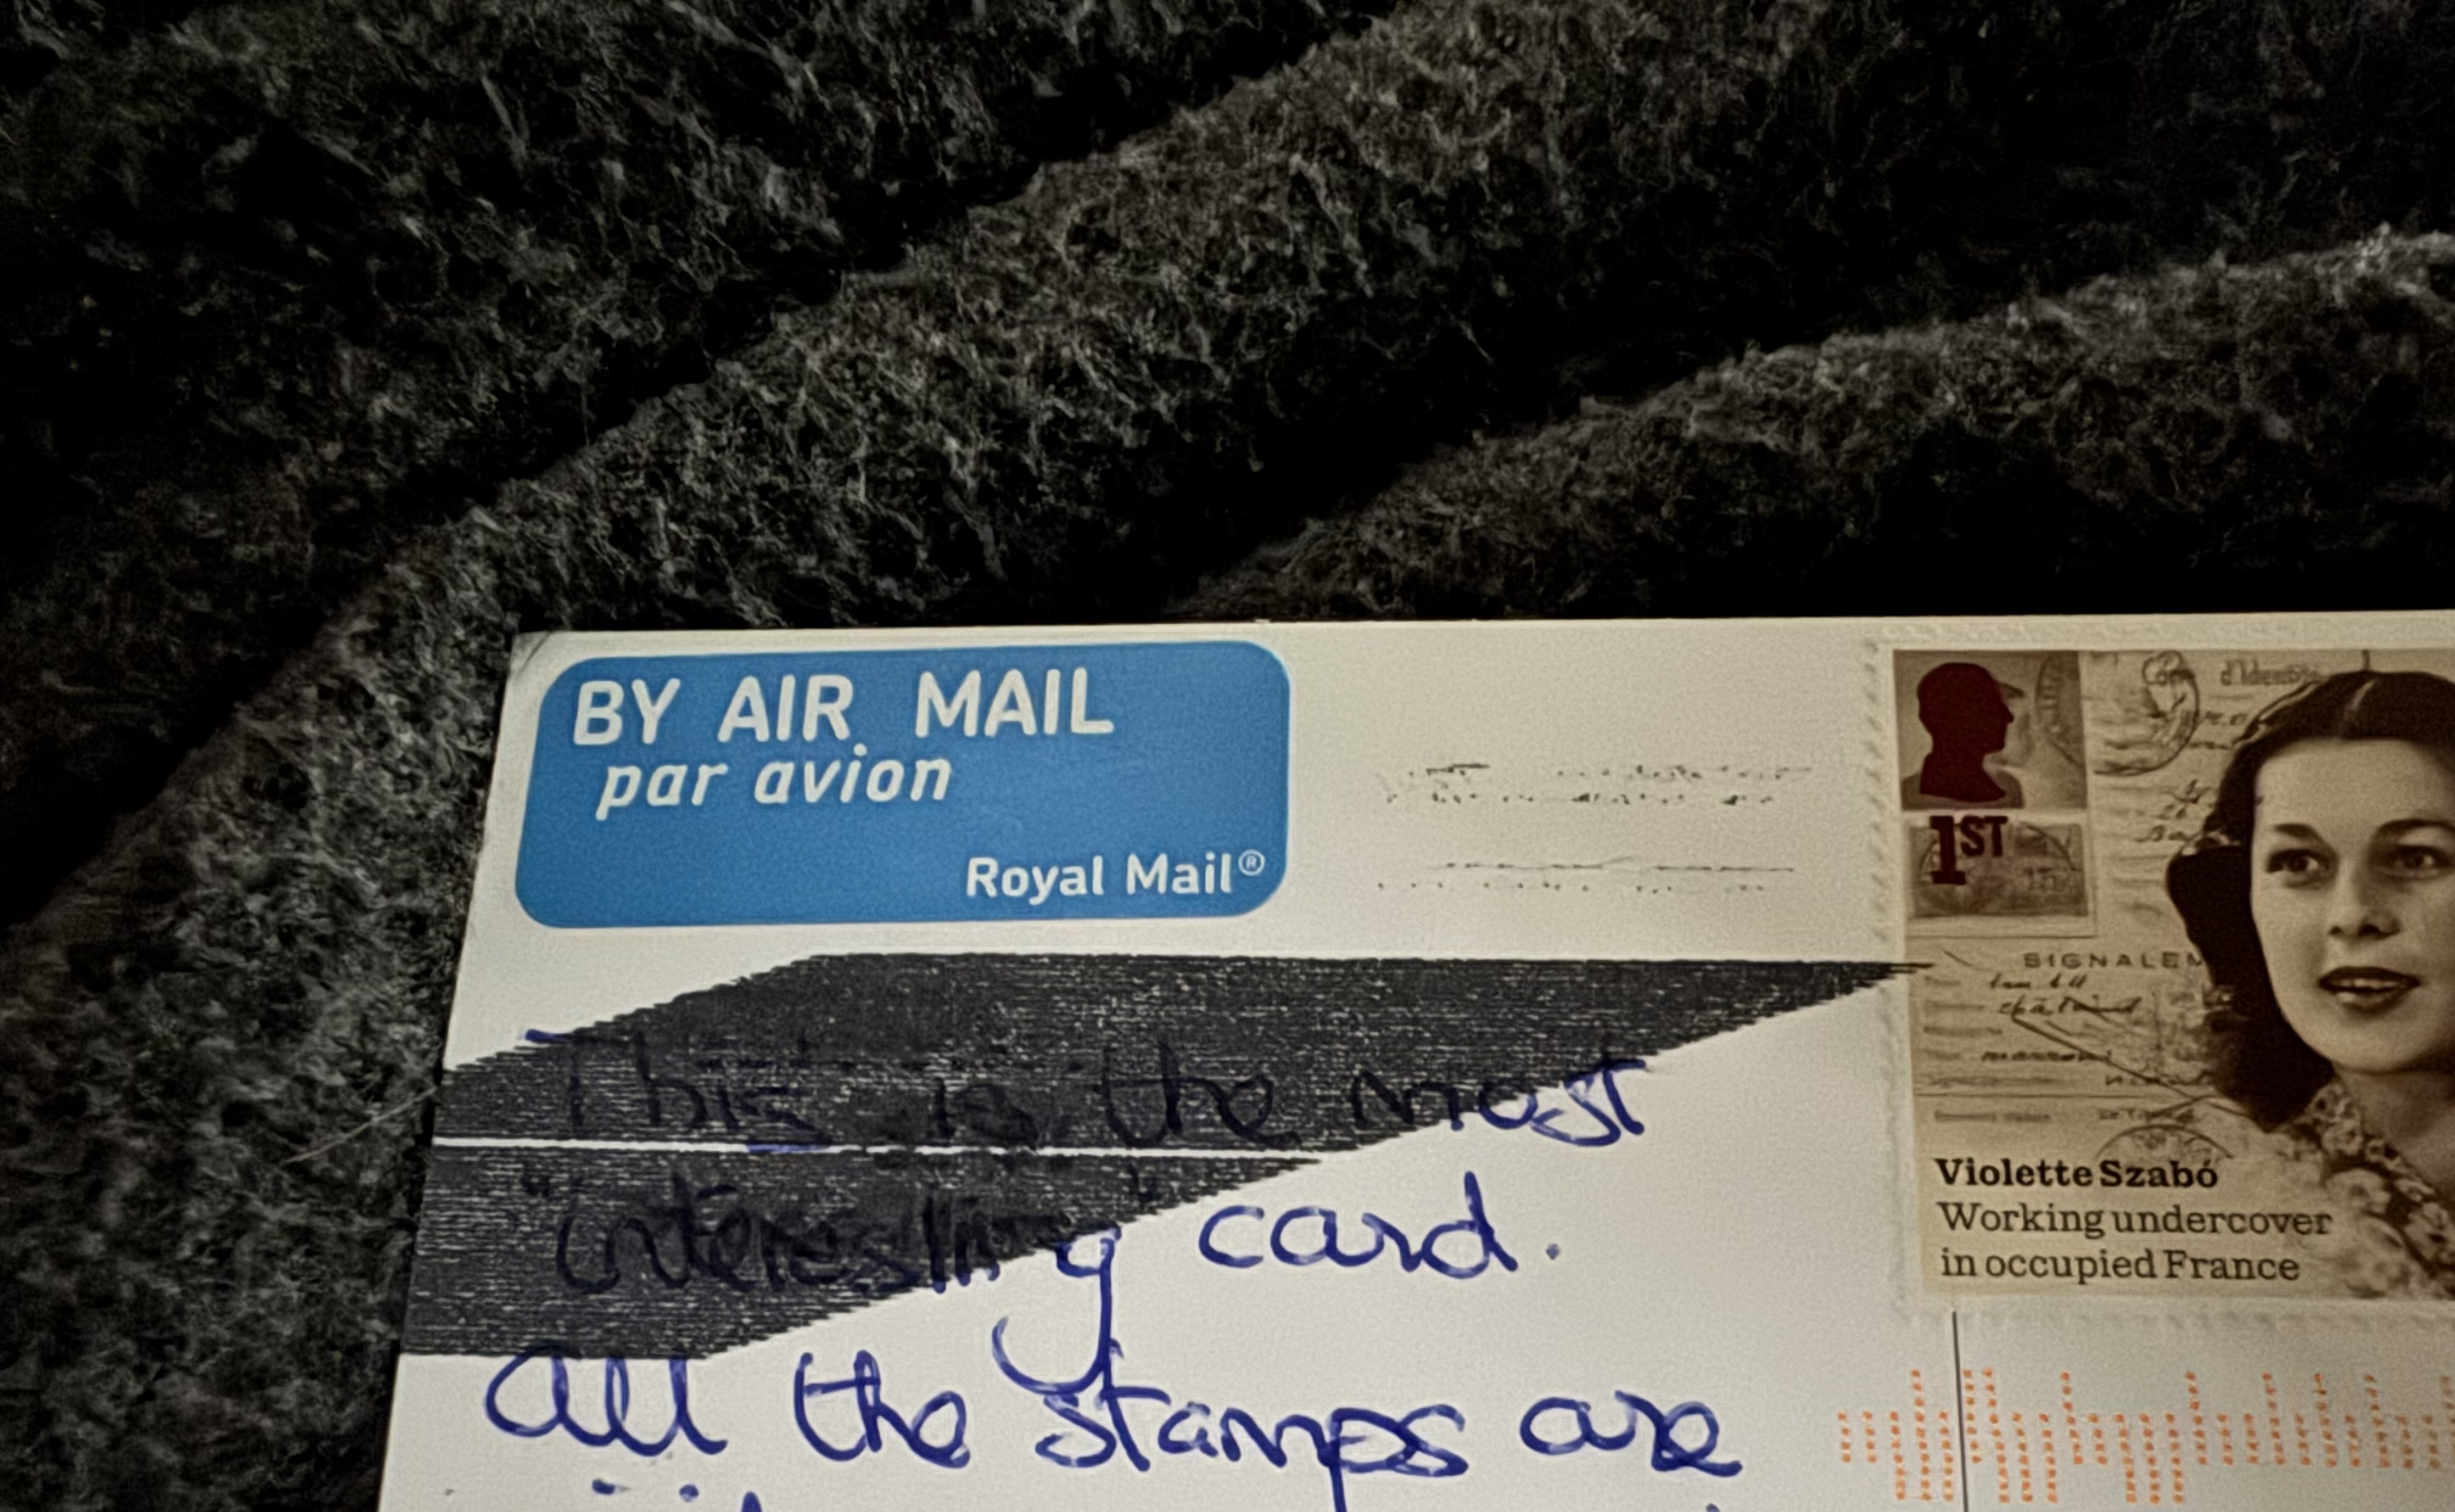 BY AIR MAIL
par avion
Royal Mail®
1ST
SIGNALEM
Violette Szabó
Working undercover
in occupied France
This is the most
"interesting" card.
all the stamps are